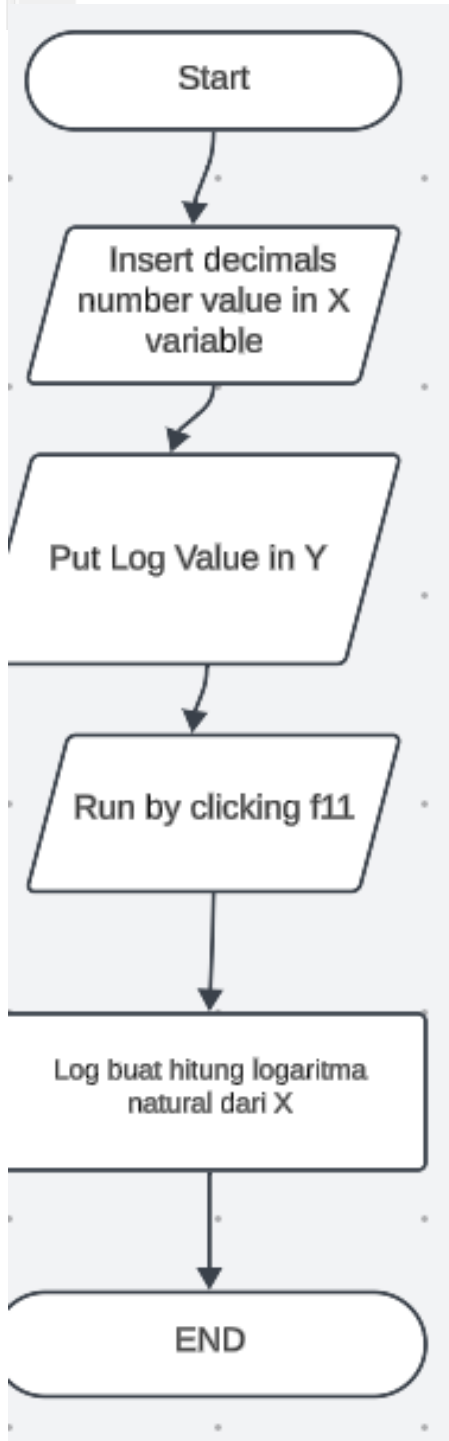 Start
Insert decimals
number value in X
variable
Put Log Value in Y
Run by clicking f11
Log buat hitung logaritma
natural dari X
END